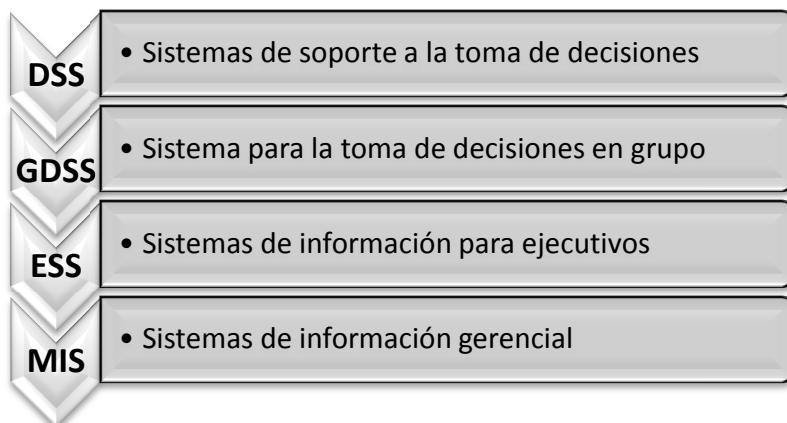 DSS
• Sistemas de soporte a la toma de decisiones
GDSS
• Sistema para la toma de decisiones en grupo
ESS
• Sistemas de información para ejecutivos
MIS
• Sistemas de información gerencial